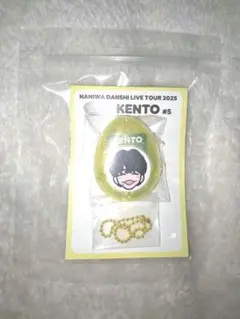 NANIWA DANSHI LIVE TOUR 2025
KENTO #5
KENTO